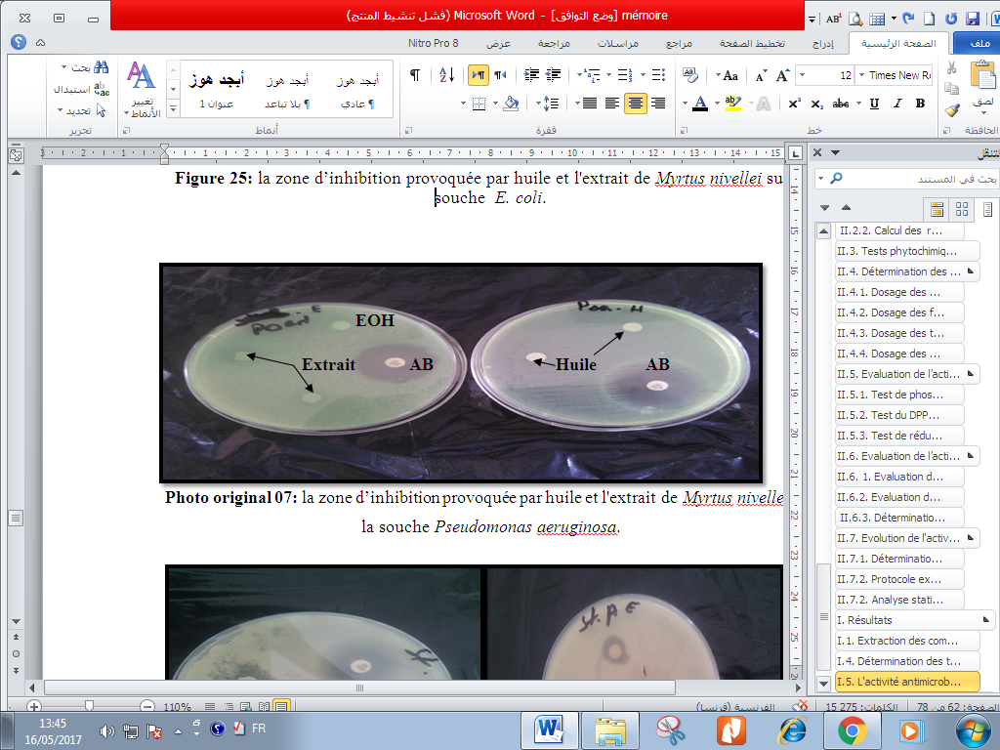 mémoire [وضع التوافق] - Microsoft Word (فشل تنشيط المنتج)
ملف
الصفحة الرئيسية
إدراج
تخطيط الصفحة
مراجع
مراسلات
مراجعة
عرض
Nitro Pro 8
لصق
الحافظة
Times New R
12
خط
فقرة
أبجد هوز
أبجد هوز
أبجد هوز
¶ عادي
¶ بلا تباعد
عنوان 1
أنماط
تغيير
الأنماط
بحث
استبدال
تحديد
تحرير
Figure 25: la zone d'inhibition provoquée par huile et l'extrait de Myrtus nivellei su
souche E. coli.
EOH
Extrait
AB
Huile
AB
Photo original 07: la zone d'inhibition provoquée par huile et l'extrait de Myrtus nivelle
la souche Pseudomonas aeruginosa.
St. A E
بحث في المستند
II.2.2. Calcul des r...
II.3. Tests phytochimiq...
II.4. Détermination des ...
II.4.1. Dosage des ...
II.4.2. Dosage des f...
II.4.3. Dosage des t...
II.4.4. Dosage des ...
II.5. Evaluation de l'acti...
II.5.1. Test de phos...
II.5.2. Test du DPP...
II.5.3. Test de rédu...
II.6. Evaluation de l'acti...
II.6. 1. Evaluation d...
II.6.2. Evaluation d...
II.6.3. Déterminatio...
II.7. Evolution de l'activ...
II.7.1. Déterminatio...
II.7.2. Protocole ex...
II.7.2. Analyse stati...
I. Résultats
I.1. Extraction des com...
I.4. Détermination des t...
I.5. L'activité antimicrob...
الصفحة: 62 من 78
الكلمات: 15 275
الفرنسية (فرنسا)
110%
FR
13:45
16/05/2017